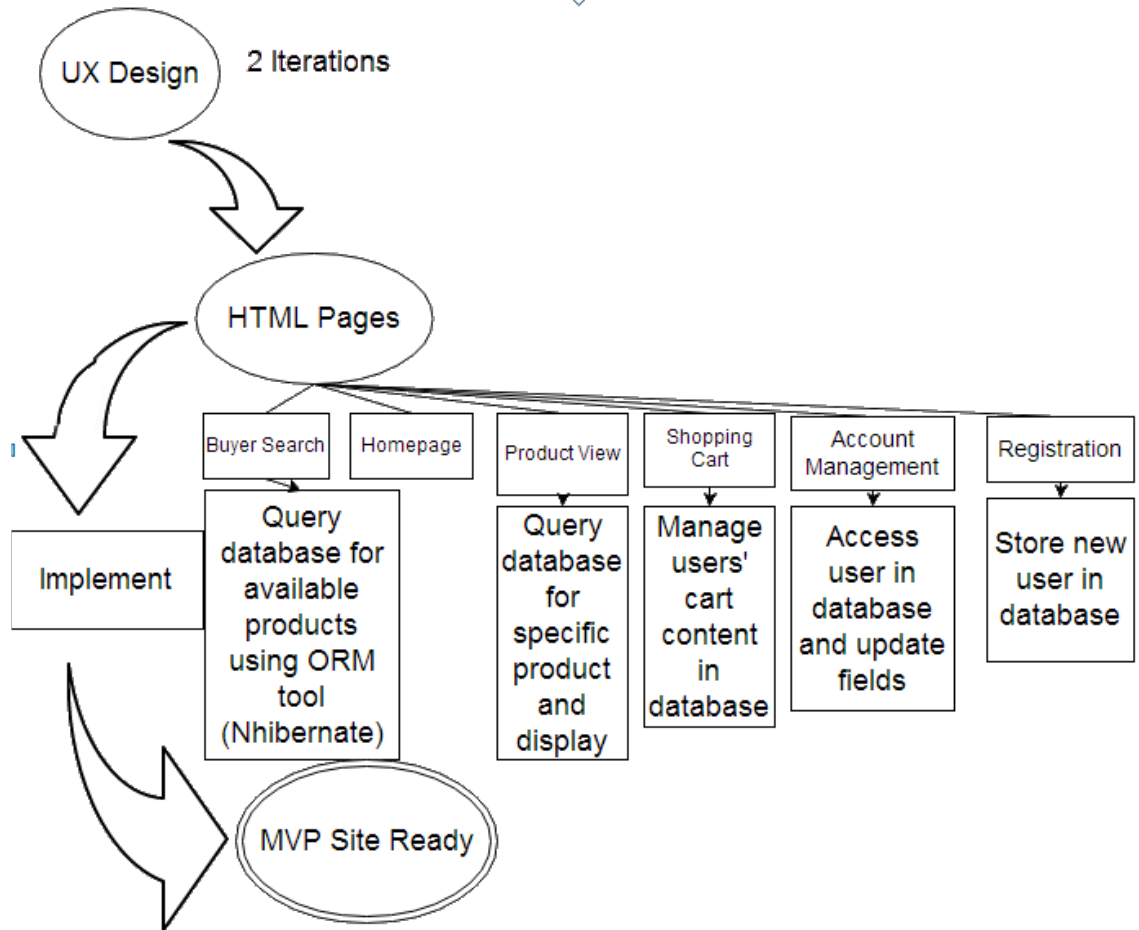 UX Design
2 Iterations
HTML Pages
Buyer Search
Homepage
Product View
Shopping
Cart
Account
Management
Registration
Implement
Query
database for
available
products
using ORM
tool
(Nhibernate)
Query
database
for
specific
product
and
display
Manage
users'
cart
content
in
database
Access
user in
database
and update
fields
Store new
user in
database
MVP Site Ready